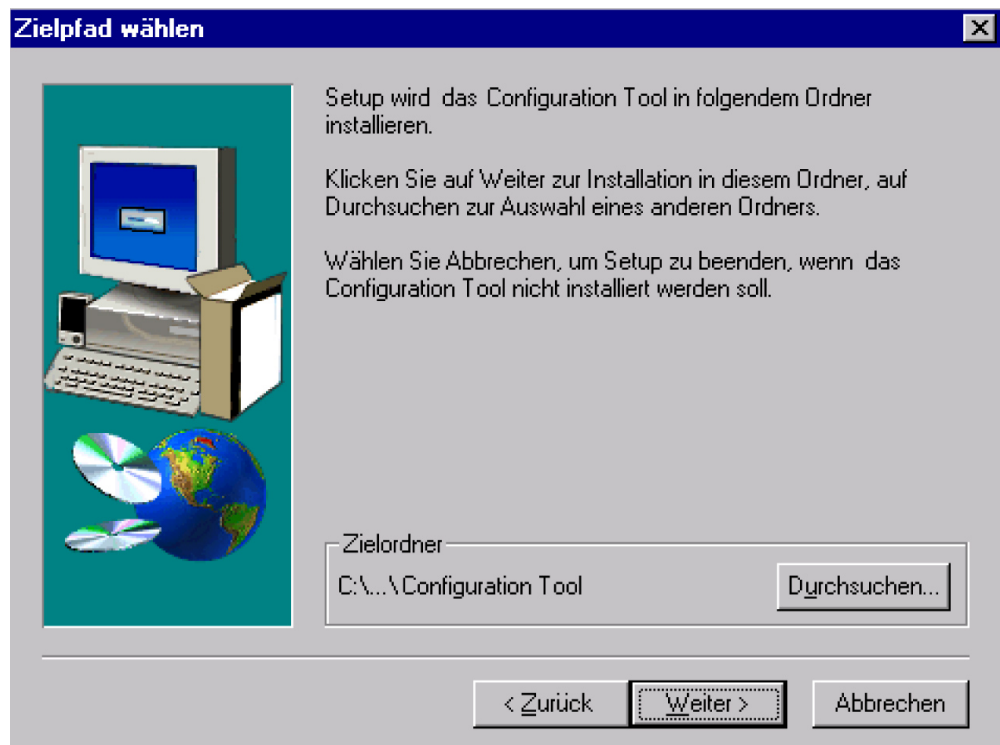 Zielpfad wählen
Setup wird das Configuration Tool in folgendem Ordner
installieren.
Klicken Sie auf Weiter zur Installation in diesem Ordner, auf
Durchsuchen zur Auswahl eines anderen Ordners.
Wählen Sie Abbrechen, um Setup zu beenden, wenn das
Configuration Tool nicht installiert werden soll.
Zielordner
C:\...\Configuration Tool
Durchsuchen...
< Zurück
Weiter >
Abbrechen